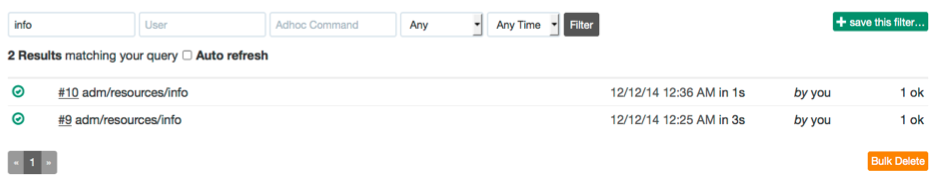 info User Adhoc Command Any Any Time Filter + save this filter...
2 Results matching your query Auto refresh
#10 adm/resources/info 12/12/14 12:36 AM in 1s by you 1 ok
#9 adm/resources/info 12/12/14 12:25 AM in 3s by you 1 ok
« 1 » Bulk Delete